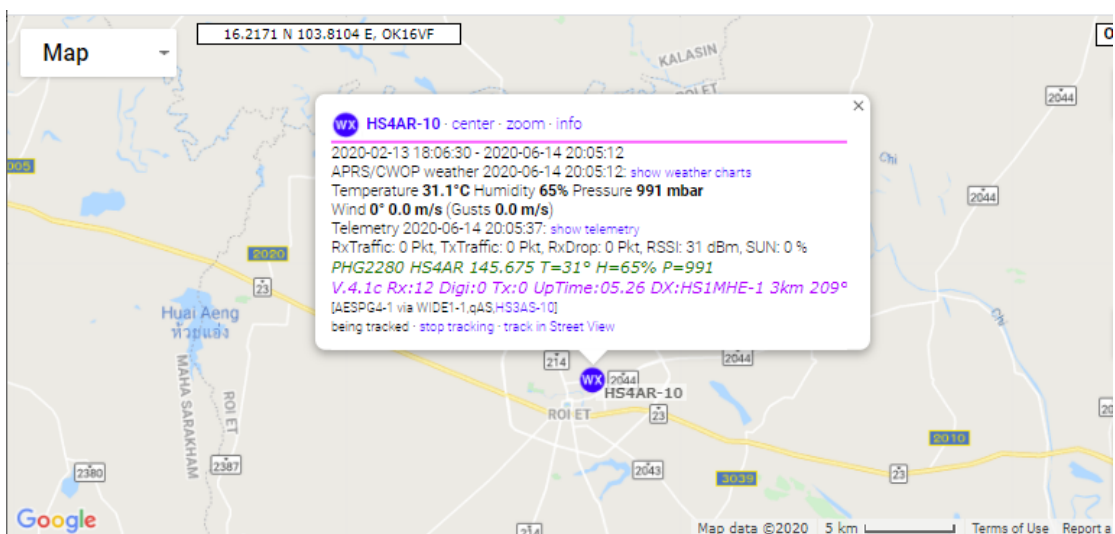 Map
16.2171 N 103.8104 E, OK16VF
KALASIN
ROI ET
2044
WX HS4AR-10 · center · zoom · info
2020-02-13 18:06:30 - 2020-06-14 20:05:12
APRS/CWOP weather 2020-06-14 20:05:12: show weather charts
Temperature 31.1°C Humidity 65% Pressure 991 mbar
Wind 0° 0.0 m/s (Gusts 0.0 m/s)
Telemetry 2020-06-14 20:05:37: show telemetry
RxTraffic: 0 Pkt, TxTraffic: 0 Pkt, RxDrop: 0 Pkt, RSSI: 31 dBm, SUN: 0 %
PHG2280 HS4AR 145.675 T=31° H=65% P=991
V.4.1c Rx:12 Digi:0 Tx:0 UpTime:05.26 DX:HS1MHE-1 3km 209°
[AESPG4-1 via WIDE1-1,qAS,HS3AS-10]
being tracked · stop tracking · track in Street View
Chi
2044
2020
23
Huai Aeng
ห้วยแอ่ง
MAHA SARAKHAM
ROI ET
214
2044
WX 2044
HS4AR-10
ROI ET
23
Chi
2010
2380
2387
2043
3039
23
Google
214
Map data ©2020 5 km Terms of Use Report a